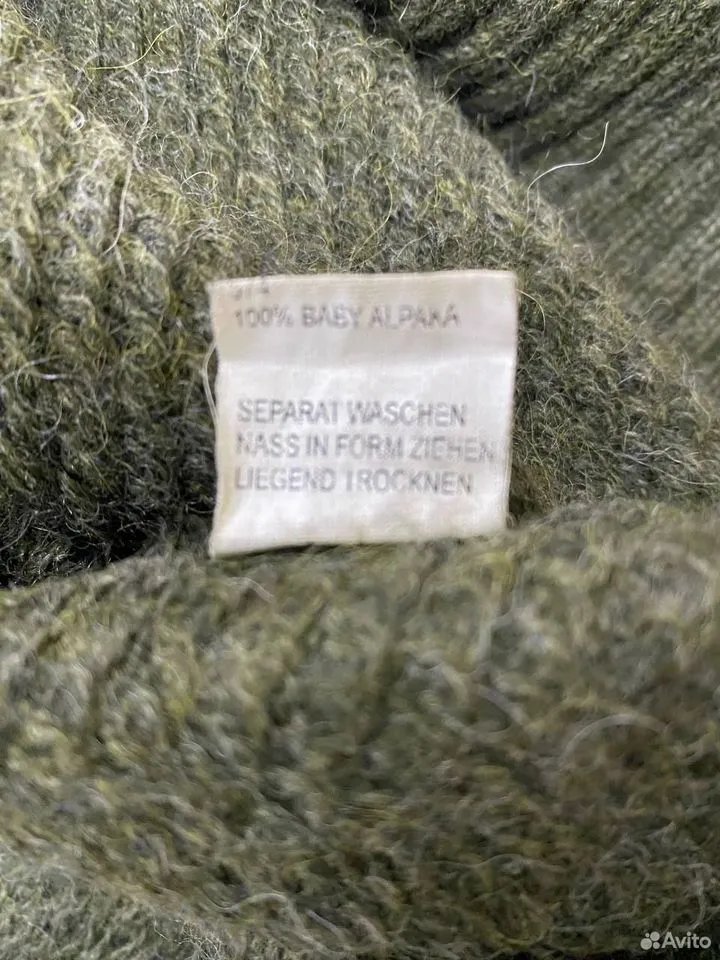 100% BABY ALPAKA
SEPARAT WASCHEN
NASS IN FORM ZIEHEN
LIEGEND TROCKNEN
Avito